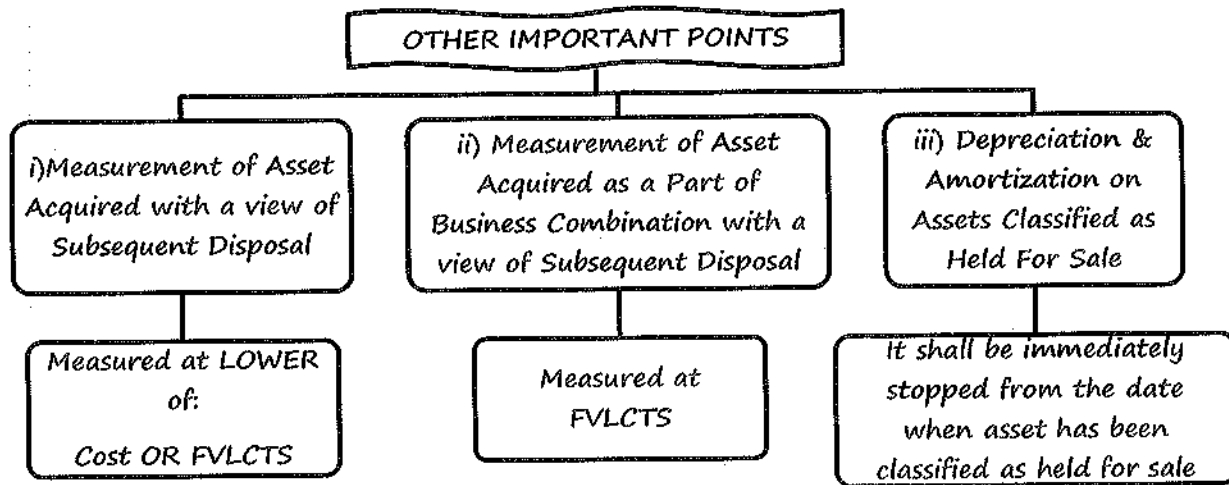 OTHER IMPORTANT POINTS
i)Measurement of Asset
Acquired with a view of
Subsequent Disposal
ii) Measurement of Asset
Acquired as a Part of
Business Combination with a
view of Subsequent Disposal
iii) Depreciation &
Amortization on
Assets Classified as
Held For Sale
Measured at LOWER
of:
Cost OR FVLCTS
Measured at
FVLCTS
It shall be immediately
stopped from the date
when asset has been
classified as held for sale